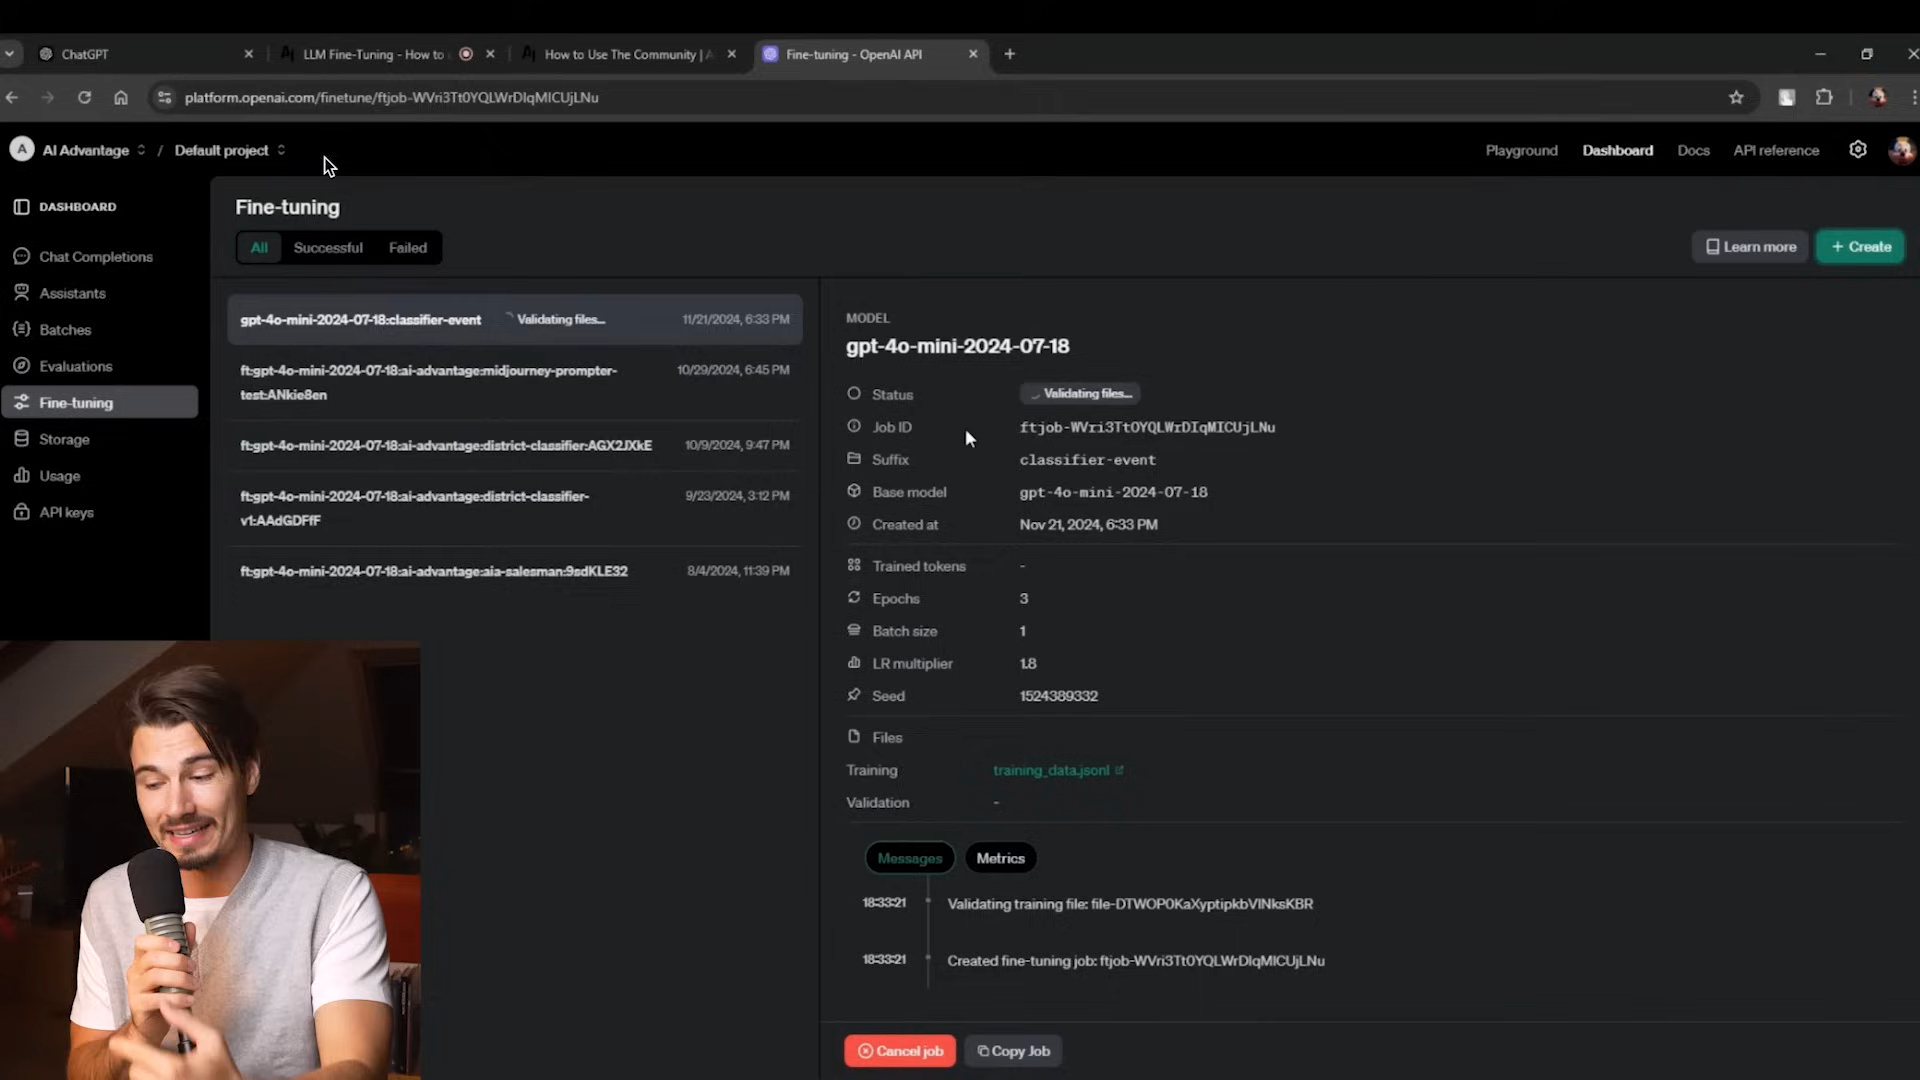 ChatGPT
LLM Fine-Tuning - How to
How to Use The Community | A
Fine-tuning - OpenAI API
platform.openai.com/finetune/ftjob-WVri3Tt0YQLWrDIqMICUjLNu
A AI Advantage / Default project
Playground Dashboard Docs API reference
DASHBOARD
Chat Completions
Assistants
Batches
Evaluations
Fine-tuning
Storage
Usage
API keys
Fine-tuning
All Successful Failed
Learn more + Create
gpt-4o-mini-2024-07-18:classifier-event Validating files... 11/21/2024, 6:33 PM
ft:gpt-4o-mini-2024-07-18:ai-advantage:midjourney-prompter- 10/29/2024, 6:45 PM
test:ANkie8en
ft:gpt-4o-mini-2024-07-18:ai-advantage:district-classifier:AGX2JXkE 10/9/2024, 9:47 PM
ft:gpt-4o-mini-2024-07-18:ai-advantage:district-classifier- 9/23/2024, 3:12 PM
v1:AAdGDFfF
ft:gpt-4o-mini-2024-07-18:ai-advantage:aia-salesman:9sdKLE32 8/4/2024, 11:39 PM
MODEL
gpt-4o-mini-2024-07-18
Status Validating files...
Job ID ftjob-WVri3Tt0YQLWrDIqMICUjLNu
Suffix classifier-event
Base model gpt-4o-mini-2024-07-18
Created at Nov 21, 2024, 6:33 PM
Trained tokens -
Epochs 3
Batch size 1
LR multiplier 1.8
Seed 1524389332
Files
Training training_data.jsonl
Validation -
Messages Metrics
18:33:21 Validating training file: file-DTWOP0KaXyptipkbVINksKBR
18:33:21 Created fine-tuning job: ftjob-WVri3Tt0YQLWrDIqMICUjLNu
Cancel job Copy Job